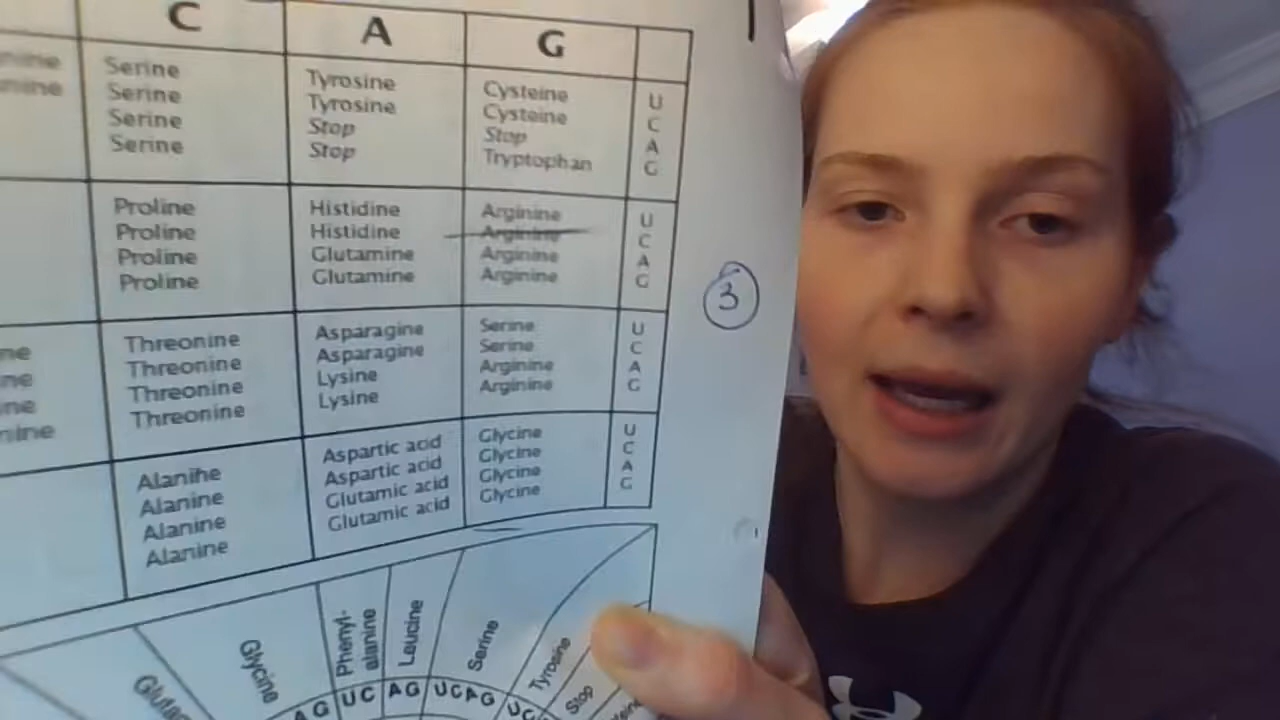 C A G
Serine Tyrosine Cysteine U
Serine Tyrosine Cysteine C
Serine Stop Stop A
Serine Stop Tryptophan G
Proline Histidine Arginine U
Proline Histidine Arginine C
Proline Glutamine Arginine A
Proline Glutamine Arginine G
3
Threonine Asparagine Serine U
Threonine Asparagine Serine C
Threonine Lysine Arginine A
Threonine Lysine Arginine G
Alanine Aspartic acid Glycine U
Alanine Aspartic acid Glycine C
Alanine Glutamic acid Glycine A
Alanine Glutamic acid Glycine G
Glycine
Phenyl-
alanine
Leucine
Serine
Tyrosine
Stop
A G U C A G U C A G U C